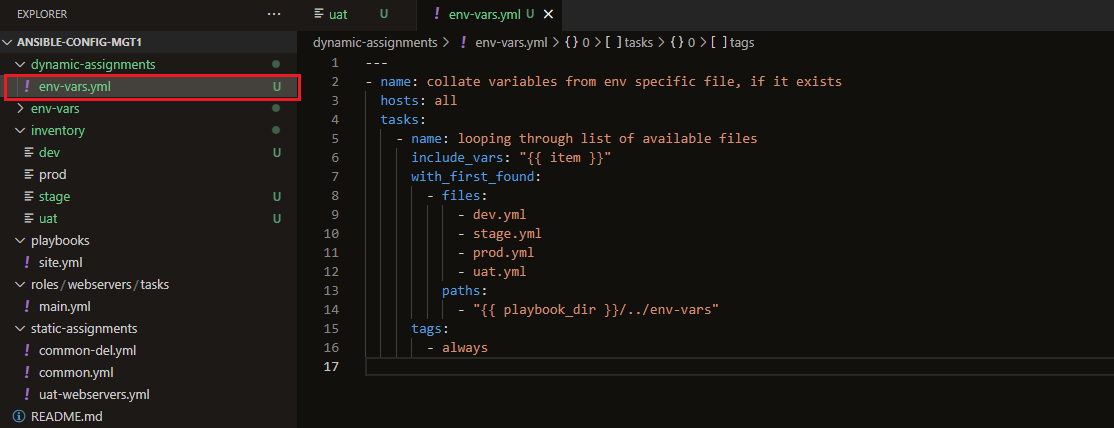 EXPLORER
ANSIBLE-CONFIG-MGT1
dynamic-assignments
! env-vars.yml U
env-vars
inventory
dev U
prod
stage U
uat U
playbooks
! site.yml
roles/webservers/tasks
! main.yml
static-assignments
! common-del.yml
! common.yml
! uat-webservers.yml
README.md
uat U
! env-vars.yml U
dynamic-assignments > ! env-vars.yml > {} 0 > [ ] tasks > {} 0 > [ ] tags
1 ---
2 - name: collate variables from env specific file, if it exists
3   hosts: all
4   tasks:
5     - name: looping through list of available files
6       include_vars: "{{ item }}"
7       with_first_found:
8         - files:
9             - dev.yml
10             - stage.yml
11             - prod.yml
12             - uat.yml
13           paths:
14             - "{{ playbook_dir }}/../env-vars"
15       tags:
16         - always
17